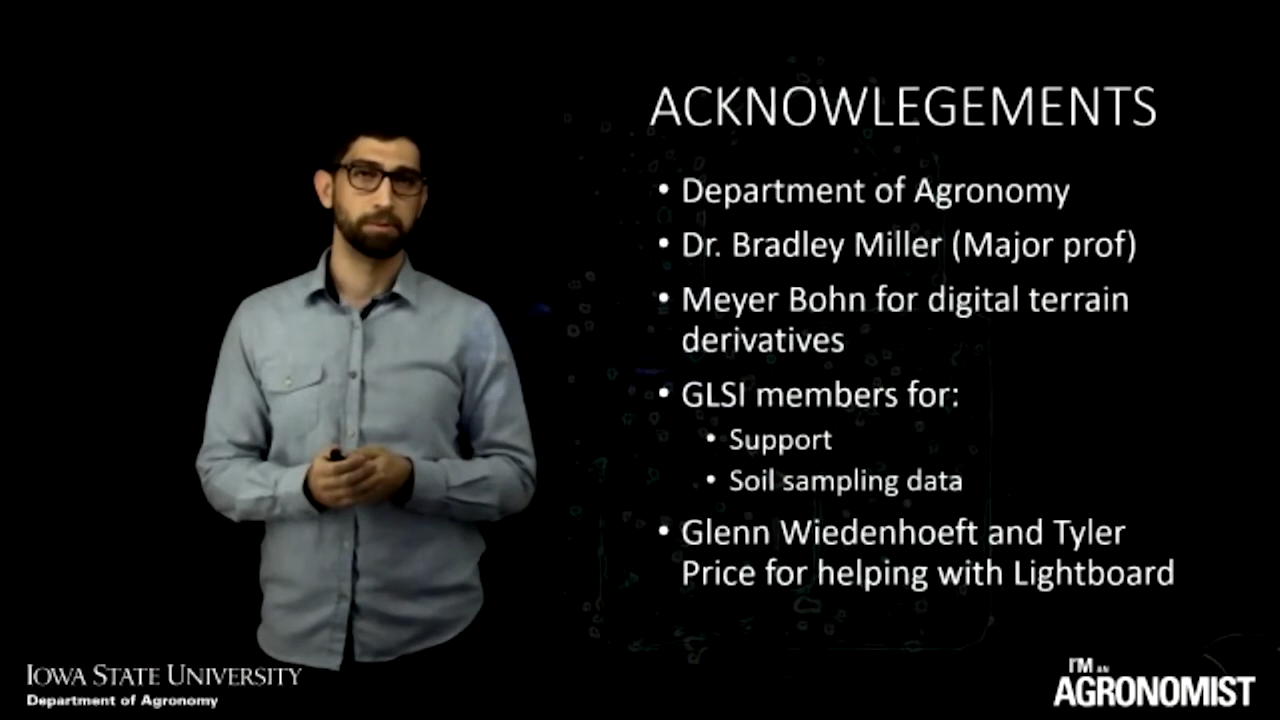 ACKNOWLEGEMENTS
• Department of Agronomy
• Dr. Bradley Miller (Major prof)
• Meyer Bohn for digital terrain
derivatives
• GLSI members for:
• Support
• Soil sampling data
• Glenn Wiedenhoeft and Tyler
Price for helping with Lightboard
IOWA STATE UNIVERSITY
Department of Agronomy
I'M AN
AGRONOMIST